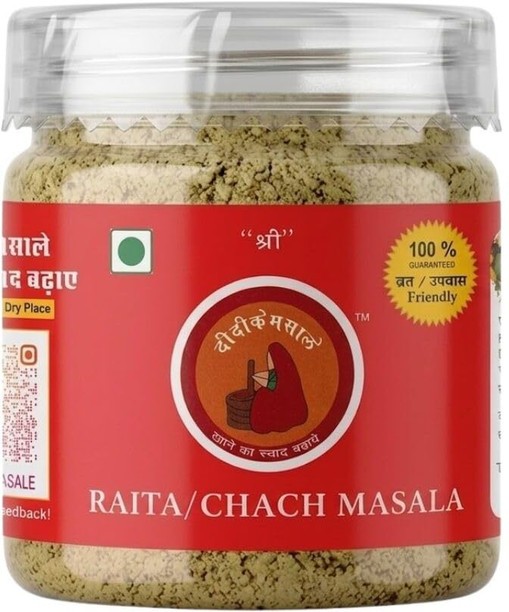 “श्री”
साले
द बढ़ाए
Dry Place
ASALE
eedback!
100 %
GUARANTEED
व्रत / उपवास
Friendly
TM
दीदी के मसाले
खाने का स्वाद बढाये
RAITA/CHACH MASALA